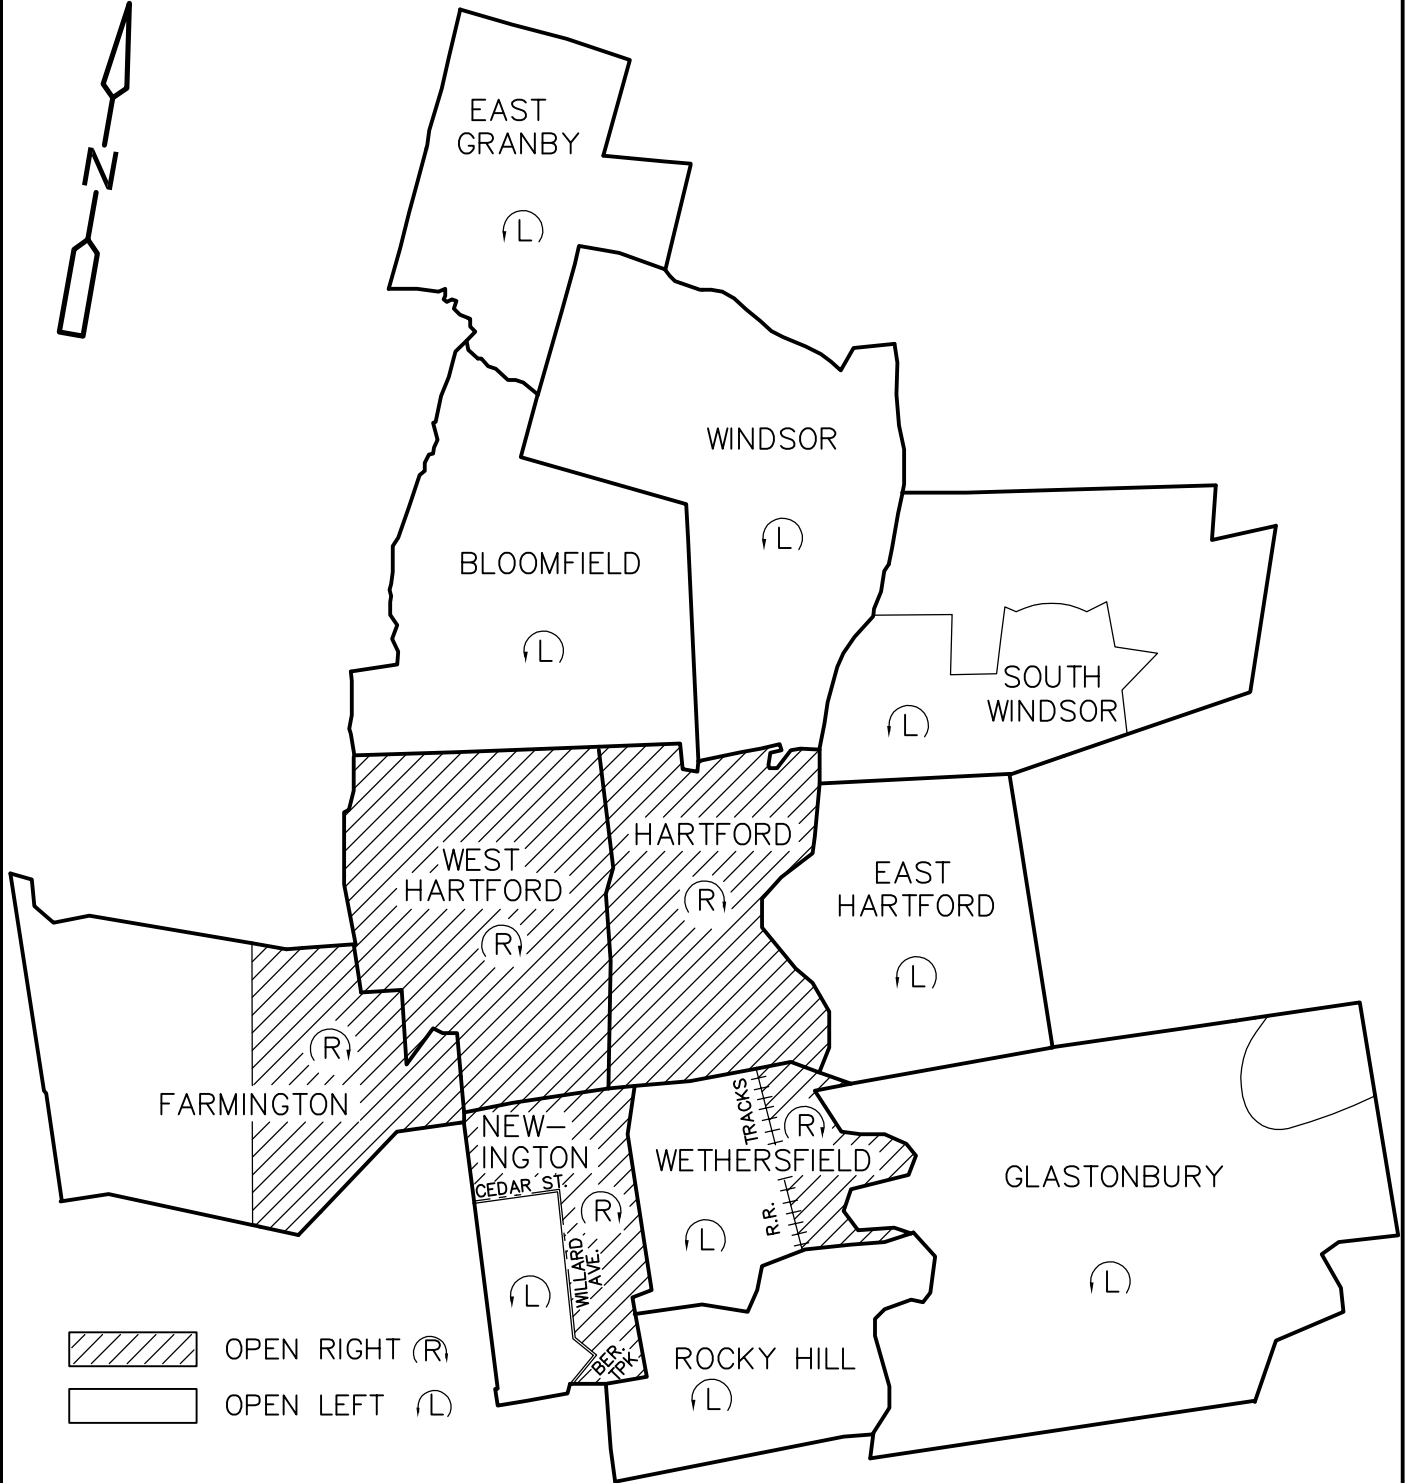 N
EAST
GRANBY
L
WINDSOR
L
BLOOMFIELD
L
SOUTH
WINDSOR
L
HARTFORD
R
WEST
HARTFORD
R
EAST
HARTFORD
L
R
FARMINGTON
NEW-
INGTON
CEDAR ST.
R
WILLARD
AVE.
L
BER.
TPK.
TRACKS
R
WETHERSFIELD
R.R.
L
GLASTONBURY
L
ROCKY HILL
L
OPEN RIGHT R
OPEN LEFT L